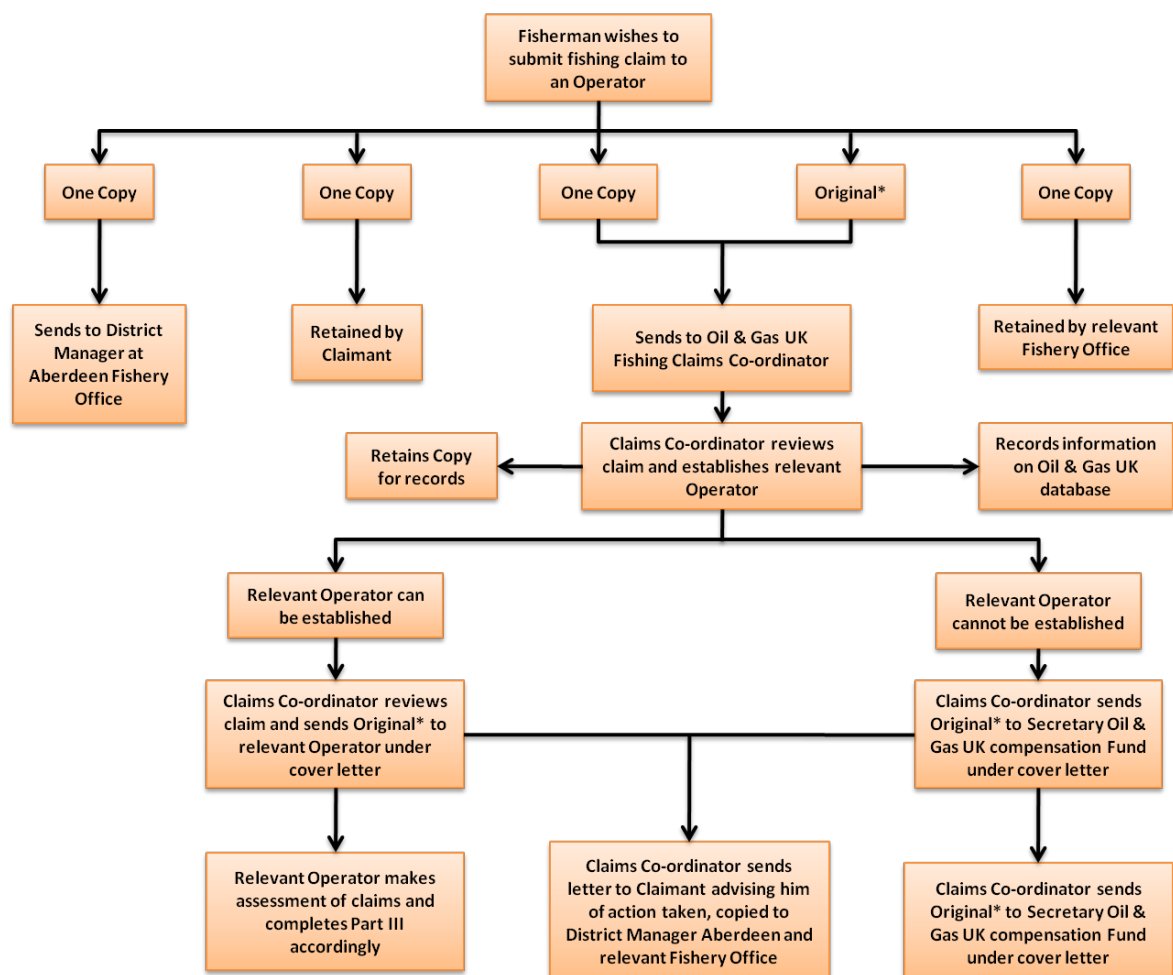 Fisherman wishes to
submit fishing claim to
an Operator
One Copy
One Copy
One Copy
Original*
One Copy
Sends to District
Manager at
Aberdeen Fishery
Office
Retained by
Claimant
Sends to Oil & Gas UK
Fishing Claims Co-ordinator
Retained by relevant
Fishery Office
Retains Copy
for records
Claims Co-ordinator reviews
claim and establishes relevant
Operator
Records information
on Oil & Gas UK
database
Relevant Operator can
be established
Relevant Operator
cannot be established
Claims Co-ordinator reviews
claim and sends Original* to
relevant Operator under
cover letter
Claims Co-ordinator sends
Original* to Secretary Oil &
Gas UK compensation Fund
under cover letter
Relevant Operator makes
assessment of claims and
completes Part III
accordingly
Claims Co-ordinator sends
letter to Claimant advising him
of action taken, copied to
District Manager Aberdeen and
relevant Fishery Office
Claims Co-ordinator sends
Original* to Secretary Oil &
Gas UK compensation Fund
under cover letter